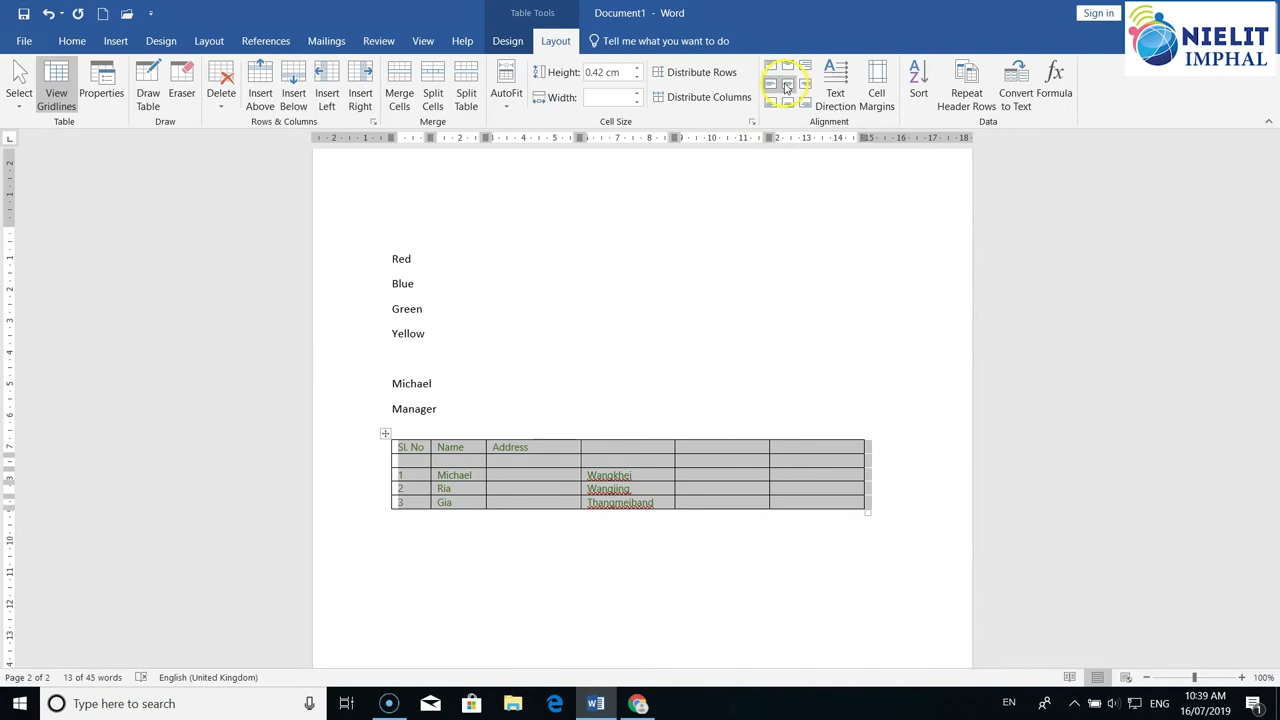 Table Tools
Document1 - Word
Sign in
NIELIT
IMPHAL
File Home Insert Design Layout References Mailings Review View Help Design Layout Tell me what you want to do
Select
View Gridlines
Properties
Table
Draw Table
Eraser
Draw
Delete
Insert Above
Insert Below
Insert Left
Insert Right
Rows & Columns
Merge Cells
Split Cells
Split Table
Merge
AutoFit
Height: 0.42 cm
Width:
Distribute Rows
Distribute Columns
Cell Size
Text Direction
Cell Margins
Alignment
Sort
Repeat Header Rows
Convert to Text
Formula
Data
Red
Blue
Green
Yellow
Michael
Manager
Sl. No Name Address
1 Michael Wangkhei
2 Ria Wangjing
3 Gia Thangmeiband
Page 2 of 2 13 of 45 words English (United Kingdom) 100%
Type here to search
EN
ENG
10:39 AM
16/07/2019